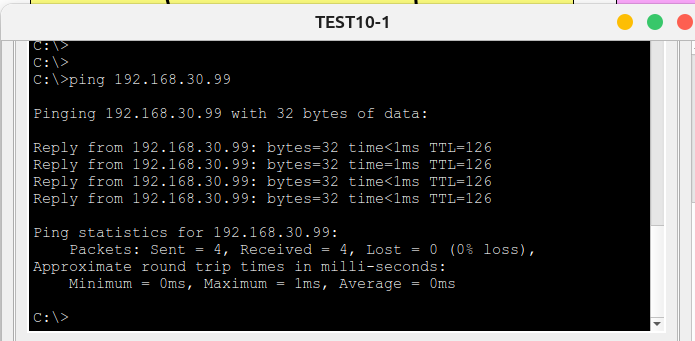 TEST10-1
C:\>
C:\>
C:\>ping 192.168.30.99
Pinging 192.168.30.99 with 32 bytes of data:
Reply from 192.168.30.99: bytes=32 time<1ms TTL=126
Reply from 192.168.30.99: bytes=32 time=1ms TTL=126
Reply from 192.168.30.99: bytes=32 time<1ms TTL=126
Reply from 192.168.30.99: bytes=32 time<1ms TTL=126
Ping statistics for 192.168.30.99:
    Packets: Sent = 4, Received = 4, Lost = 0 (0% loss),
Approximate round trip times in milli-seconds:
    Minimum = 0ms, Maximum = 1ms, Average = 0ms
C:\>